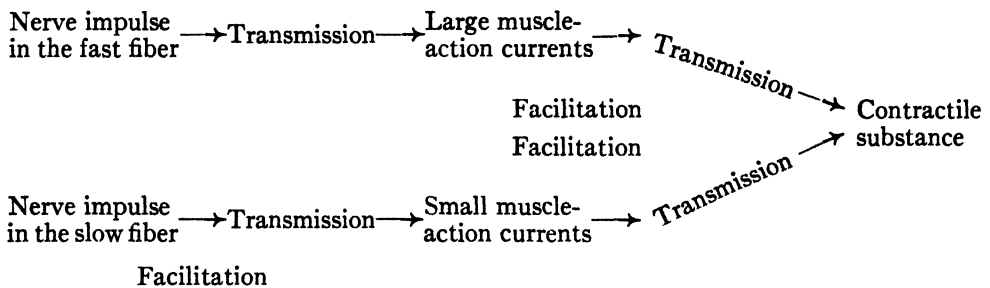 Nerve impulse
in the fast fiber
Transmission
Large muscle-
action currents
Transmission
Facilitation
Facilitation
Contractile
substance
Nerve impulse
in the slow fiber
Transmission
Small muscle-
action currents
Transmission
Facilitation